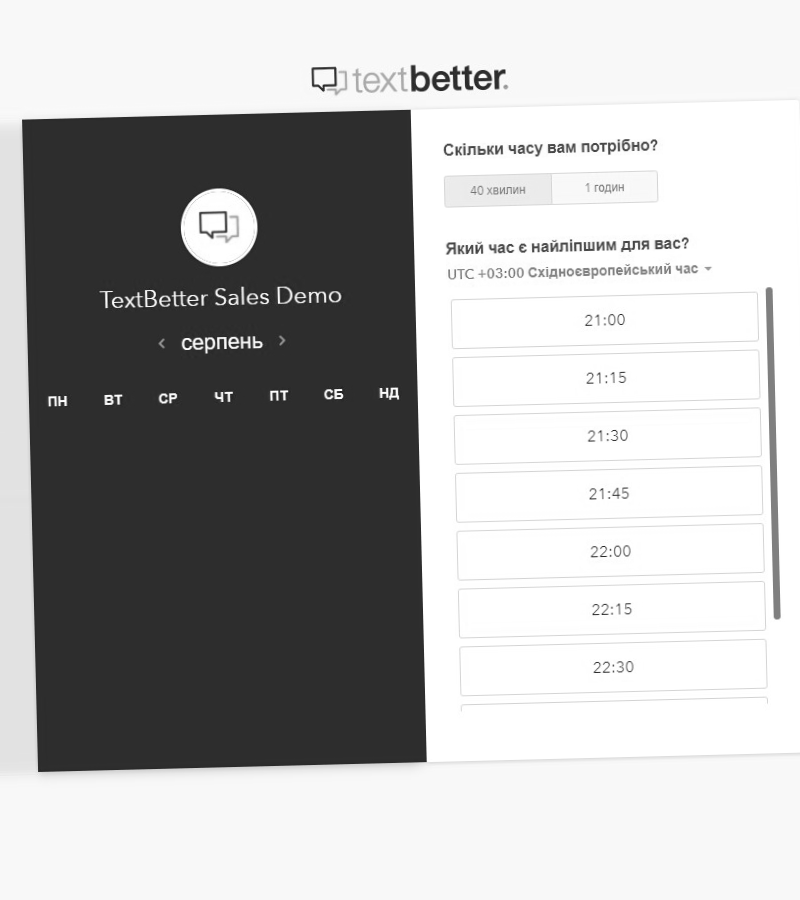 textbetter.
TextBetter Sales Demo
серпень
ПН ВТ СР ЧТ ПТ СБ НД
Скільки часу вам потрібно?
40 хвилин 1 годин
Який час є найліпшим для вас?
UTC +03:00 Східноєвропейський час
21:00
21:15
21:30
21:45
22:00
22:15
22:30